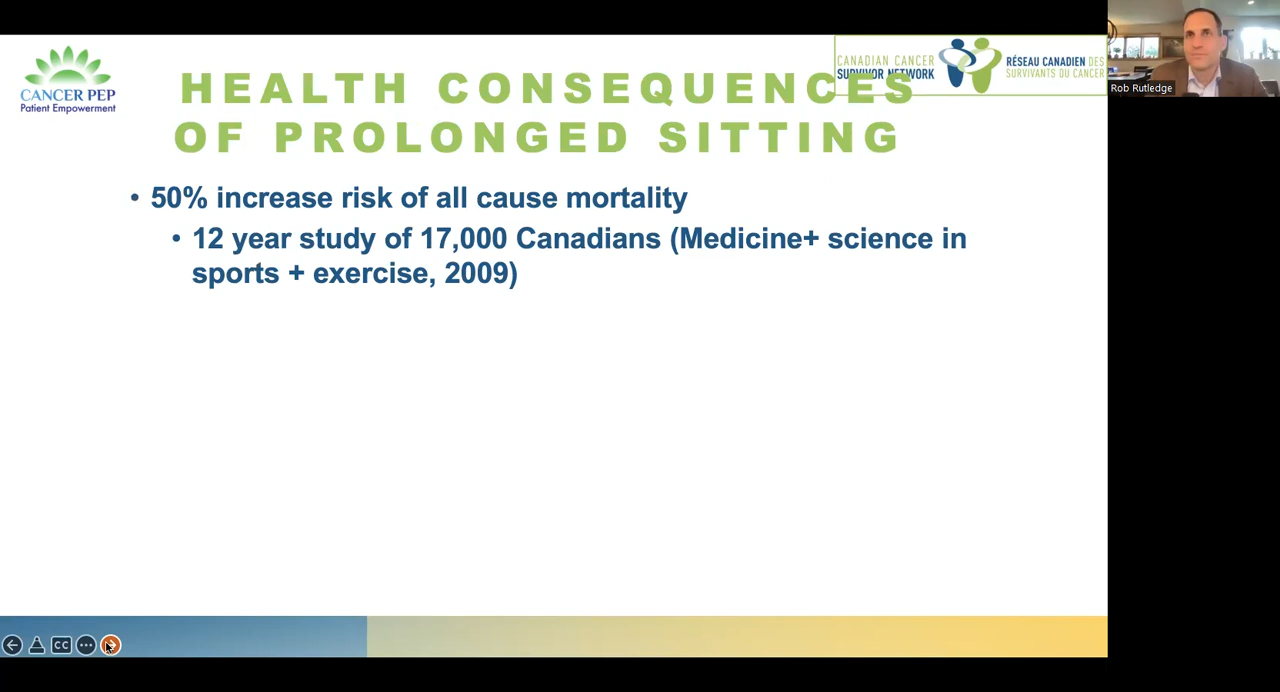 CANCER PEP
Patient Empowerment
CANADIAN CANCER
SURVIVOR NETWORK
RÉSEAU CANADIEN DES
SURVIVANTS DU CANCER
Rob Rutledge
HEALTH CONSEQUENCES
OF PROLONGED SITTING
• 50% increase risk of all cause mortality
• 12 year study of 17,000 Canadians (Medicine+ science in
sports + exercise, 2009)
CC